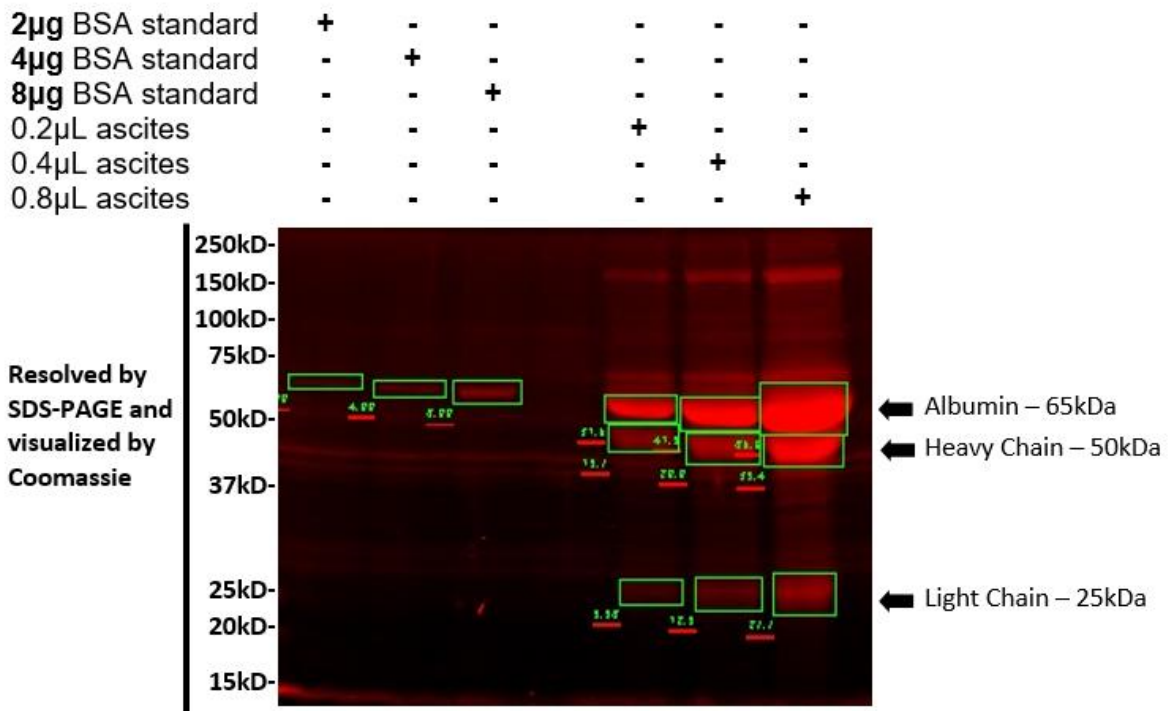 2µg BSA standard + - - - - -
4µg BSA standard - + - - - -
8µg BSA standard - - + - - -
0.2µL ascites - - - + - -
0.4µL ascites - - - - + -
0.8µL ascites - - - - - +
250kD-
150kD-
100kD-
75kD-
50kD-
37kD-
25kD-
20kD-
15kD-
Resolved by
SDS-PAGE and
visualized by
Coomassie
4.00
Albumin – 65kDa
Heavy Chain – 50kDa
Light Chain – 25kDa